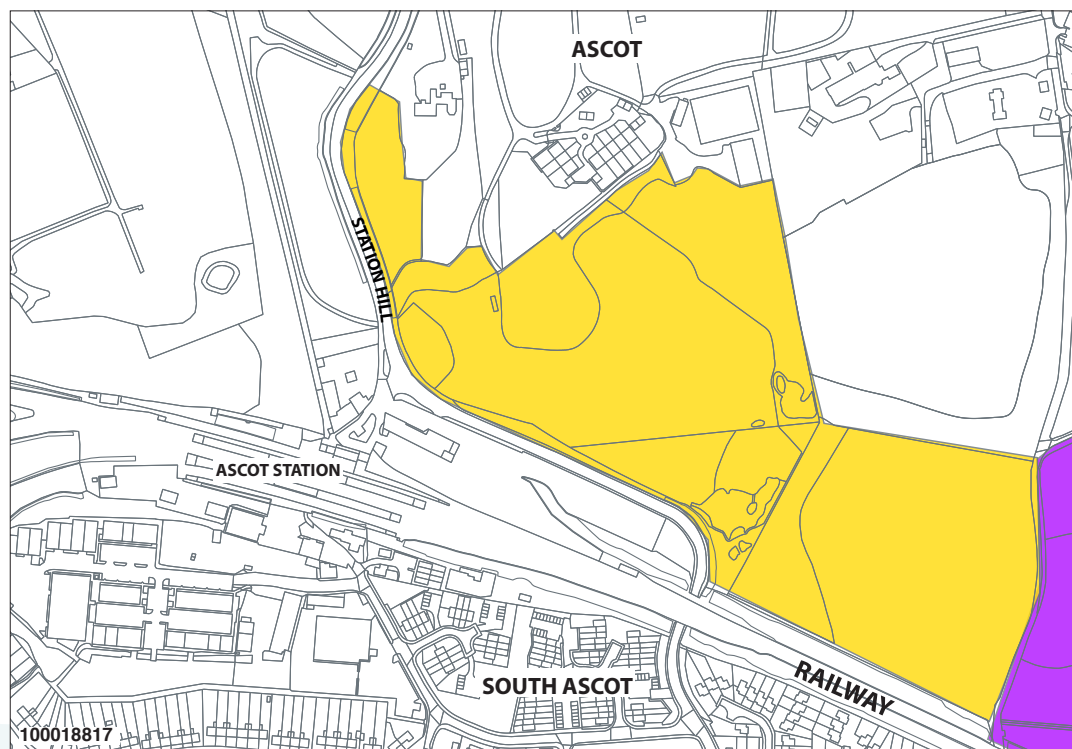 ASCOT
STATION HILL
ASCOT STATION
SOUTH ASCOT
RAILWAY
100018817